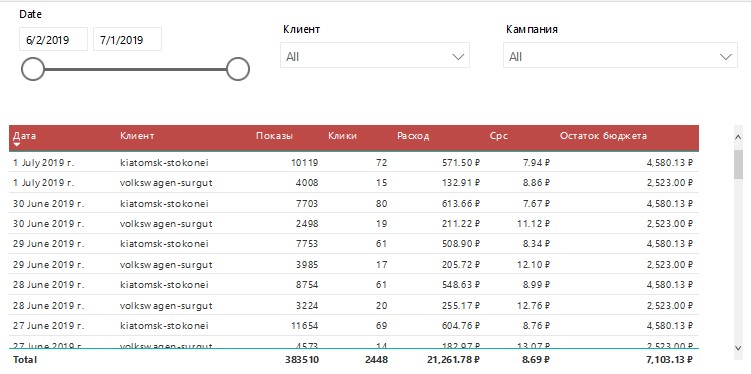 Date
6/2/2019 7/1/2019
Клиент
All
Кампания
All
Дата Клиент Показы Клики Расход Cpc Остаток бюджета
1 July 2019 г. kiatomsk-stokonei 10119 72 571.50 ₽ 7.94 ₽ 4,580.13 ₽
1 July 2019 г. volkswagen-surgut 4008 15 132.91 ₽ 8.86 ₽ 2,523.00 ₽
30 June 2019 г. kiatomsk-stokonei 7703 80 613.66 ₽ 7.67 ₽ 4,580.13 ₽
30 June 2019 г. volkswagen-surgut 2498 19 211.22 ₽ 11.12 ₽ 2,523.00 ₽
29 June 2019 г. kiatomsk-stokonei 7753 61 508.90 ₽ 8.34 ₽ 4,580.13 ₽
29 June 2019 г. volkswagen-surgut 3985 17 205.72 ₽ 12.10 ₽ 2,523.00 ₽
28 June 2019 г. kiatomsk-stokonei 8754 61 548.63 ₽ 8.99 ₽ 4,580.13 ₽
28 June 2019 г. volkswagen-surgut 3224 20 255.17 ₽ 12.76 ₽ 2,523.00 ₽
27 June 2019 г. kiatomsk-stokonei 11654 69 604.76 ₽ 8.76 ₽ 4,580.13 ₽
27 June 2019 г. volkswagen-surgut 4573 14 182.97 ₽ 13.07 ₽ 2,523.00 ₽
Total 383510 2448 21,261.78 ₽ 8.69 ₽ 7,103.13 ₽